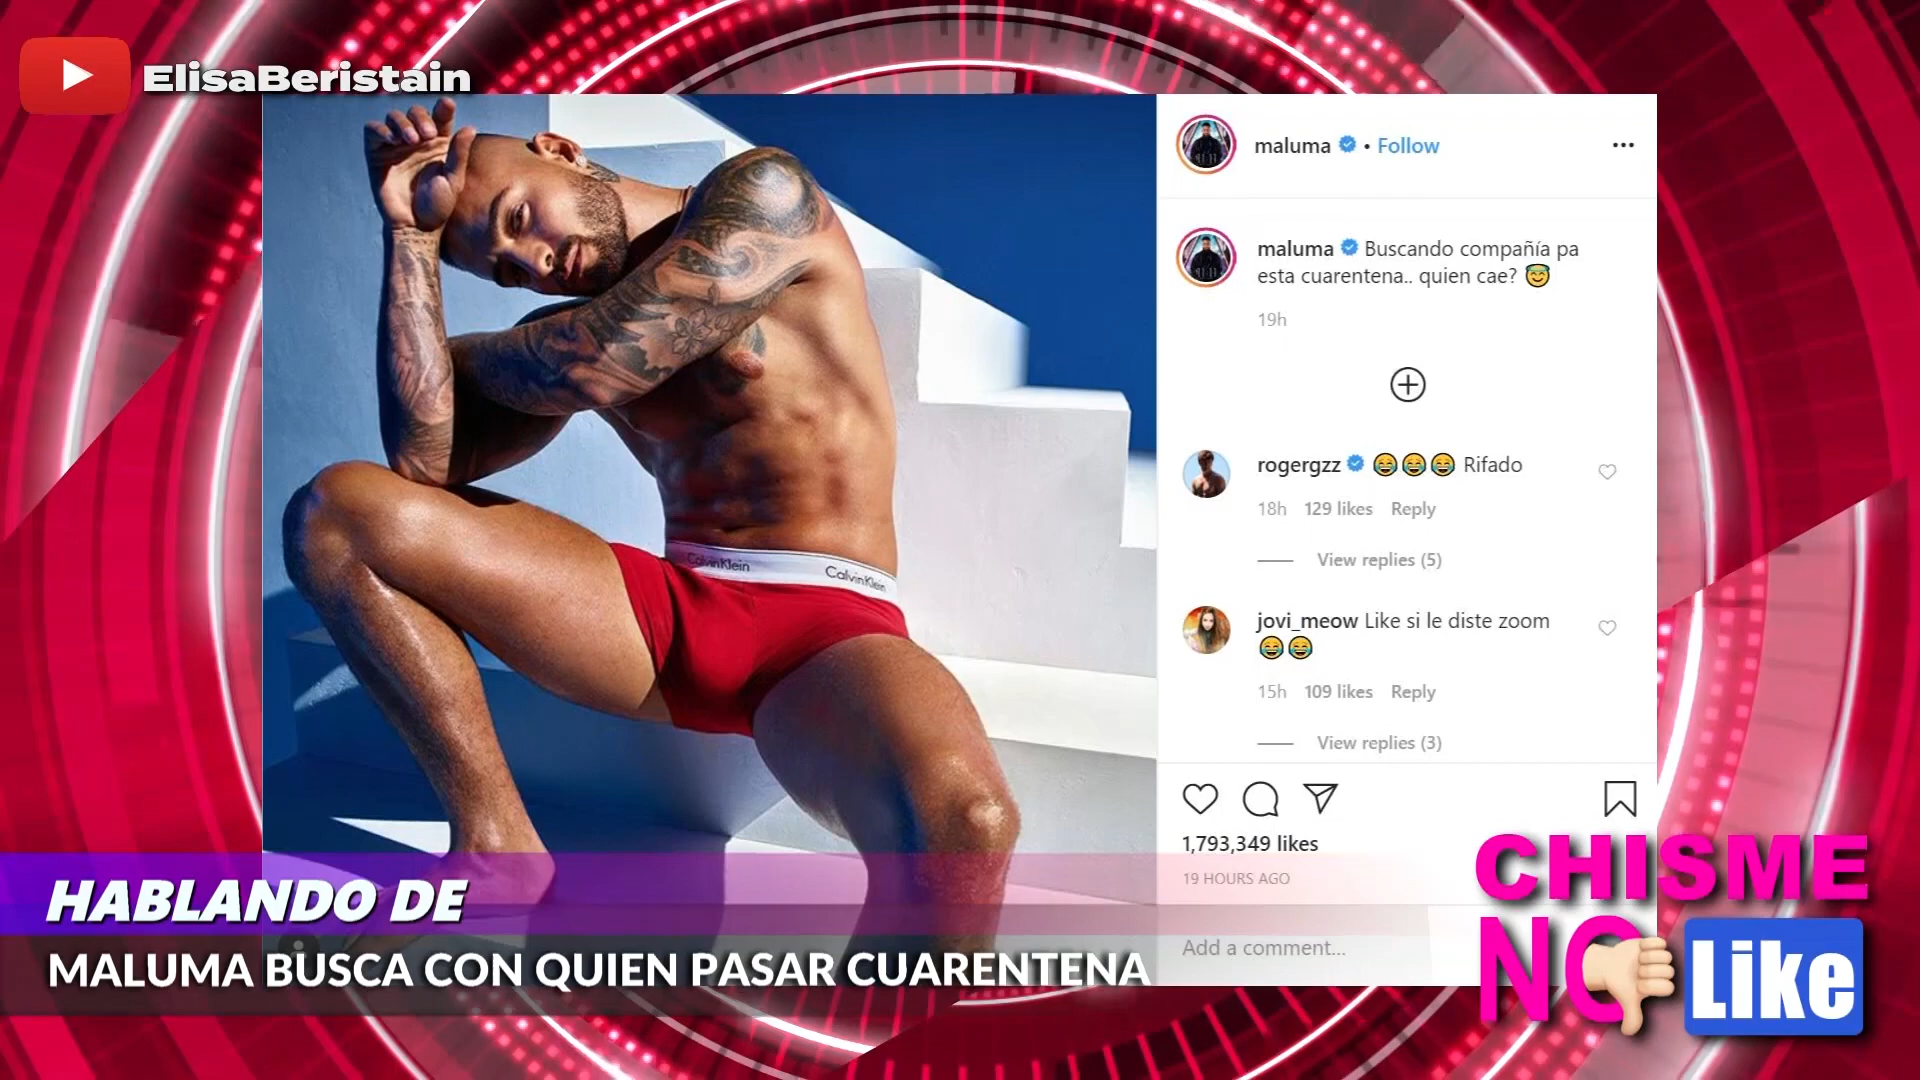 ElisaBeristain
maluma • Follow
maluma Buscando compañía pa
esta cuarentena.. quien cae? 😇
19h
rogergzz 😂😂😂 Rifado
18h 129 likes Reply
View replies (5)
jovi_meow Like si le diste zoom
😂😂
15h 109 likes Reply
View replies (3)
1,793,349 likes
19 HOURS AGO
Add a comment...
CalvinKlein CalvinKlein
HABLANDO DE
MALUMA BUSCA CON QUIEN PASAR CUARENTENA
CHISME
NO Like